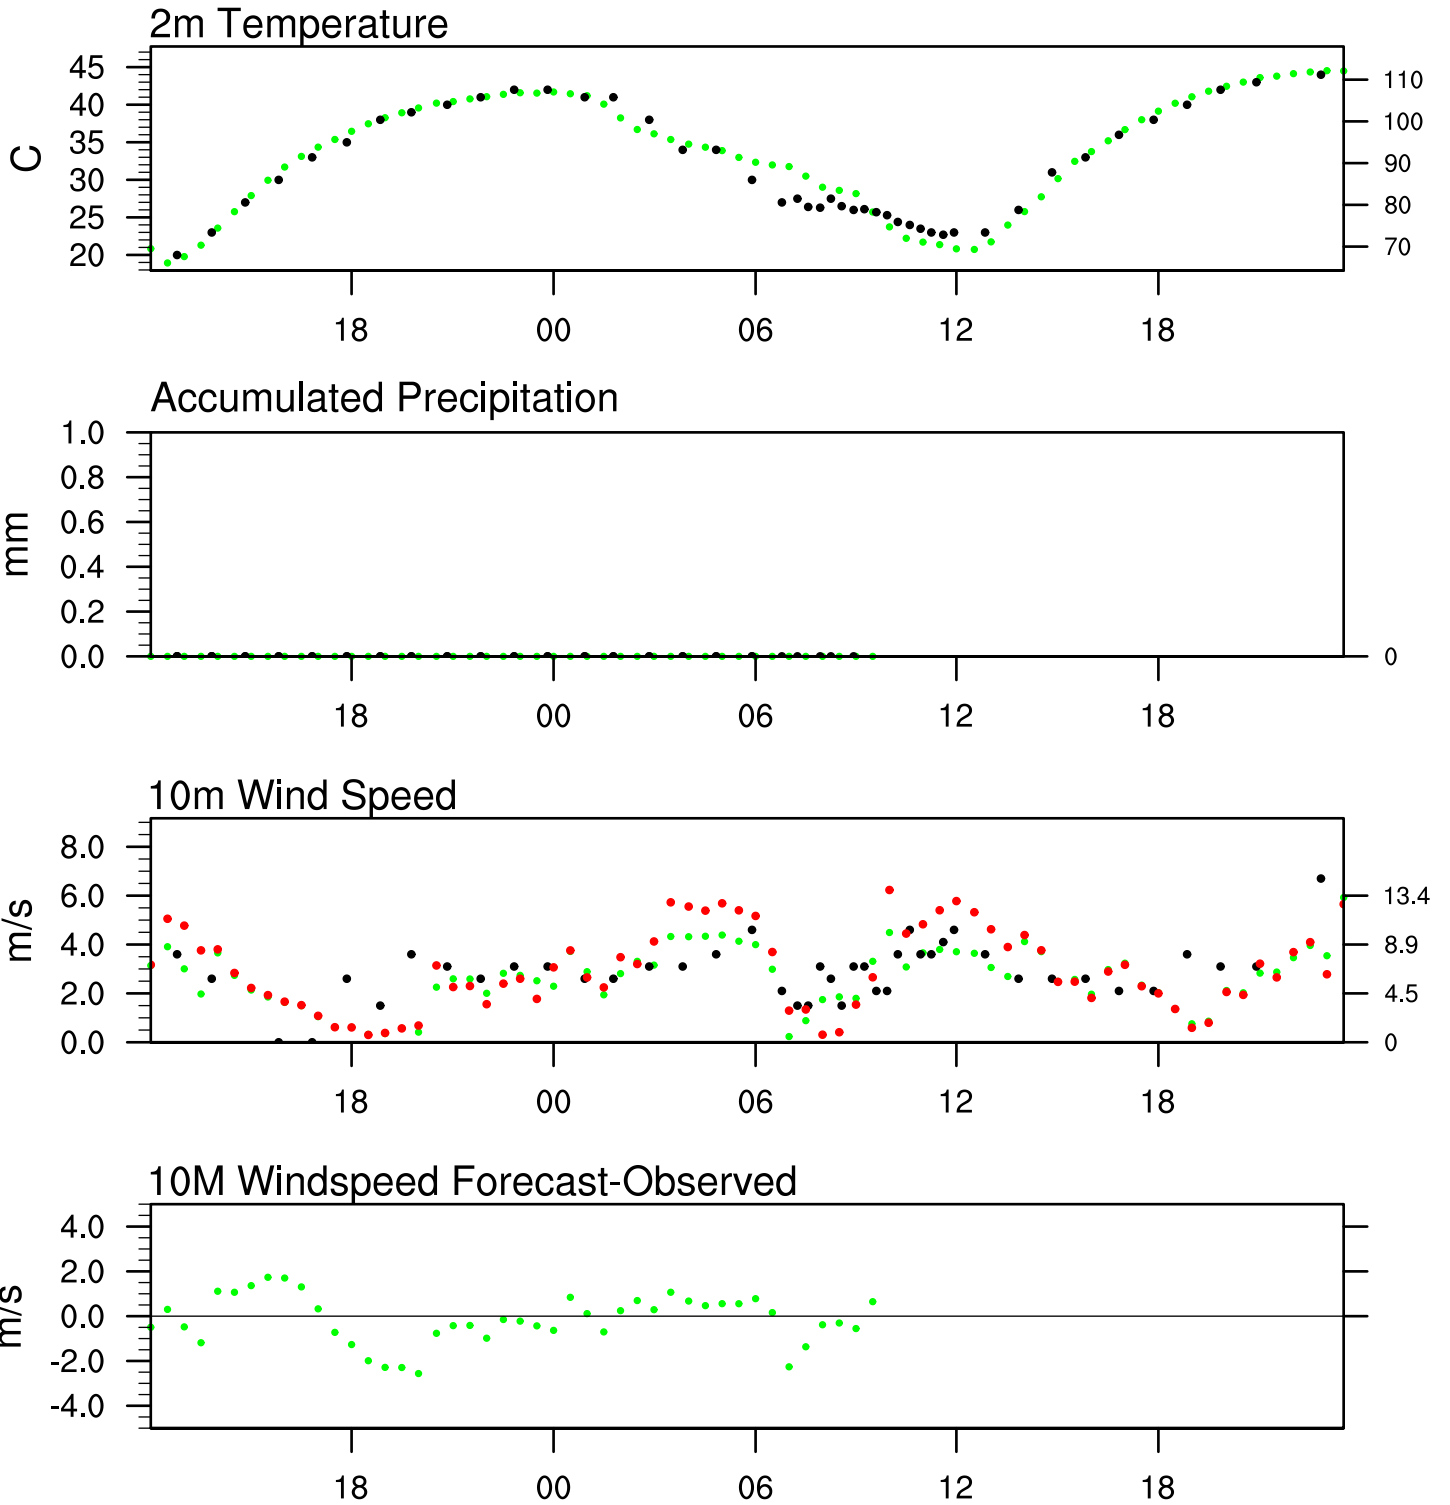 2m Temperature
45
40
35
30
25
20
C
110
100
90
80
70
18 00 06 12 18
Accumulated Precipitation
1.0
0.8
0.6
0.4
0.2
0.0
mm
0
18 00 06 12 18
10m Wind Speed
8.0
6.0
4.0
2.0
0.0
m/s
13.4
8.9
4.5
0
18 00 06 12 18
10M Windspeed Forecast-Observed
4.0
2.0
0.0
-2.0
-4.0
m/s
18 00 06 12 18